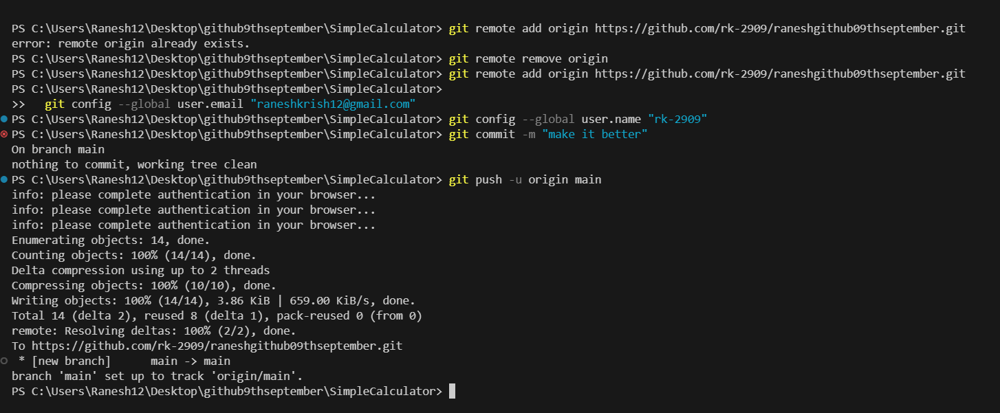 PS C:\Users\Ranesh12\Desktop\github9thseptember\SimpleCalculator> git remote add origin https://github.com/rk-2909/raneshgithub09thseptember.git
error: remote origin already exists.
PS C:\Users\Ranesh12\Desktop\github9thseptember\SimpleCalculator> git remote remove origin
PS C:\Users\Ranesh12\Desktop\github9thseptember\SimpleCalculator> git remote add origin https://github.com/rk-2909/raneshgithub09thseptember.git
PS C:\Users\Ranesh12\Desktop\github9thseptember\SimpleCalculator>
>>   git config --global user.email "raneshkrish12@gmail.com"
PS C:\Users\Ranesh12\Desktop\github9thseptember\SimpleCalculator> git config --global user.name "rk-2909"
PS C:\Users\Ranesh12\Desktop\github9thseptember\SimpleCalculator> git commit -m "make it better"
On branch main
nothing to commit, working tree clean
PS C:\Users\Ranesh12\Desktop\github9thseptember\SimpleCalculator> git push -u origin main
info: please complete authentication in your browser...
info: please complete authentication in your browser...
info: please complete authentication in your browser...
Enumerating objects: 14, done.
Counting objects: 100% (14/14), done.
Delta compression using up to 2 threads
Compressing objects: 100% (10/10), done.
Writing objects: 100% (14/14), 3.86 KiB | 659.00 KiB/s, done.
Total 14 (delta 2), reused 8 (delta 1), pack-reused 0 (from 0)
remote: Resolving deltas: 100% (2/2), done.
To https://github.com/rk-2909/raneshgithub09thseptember.git
 * [new branch]      main -> main
branch 'main' set up to track 'origin/main'.
PS C:\Users\Ranesh12\Desktop\github9thseptember\SimpleCalculator>